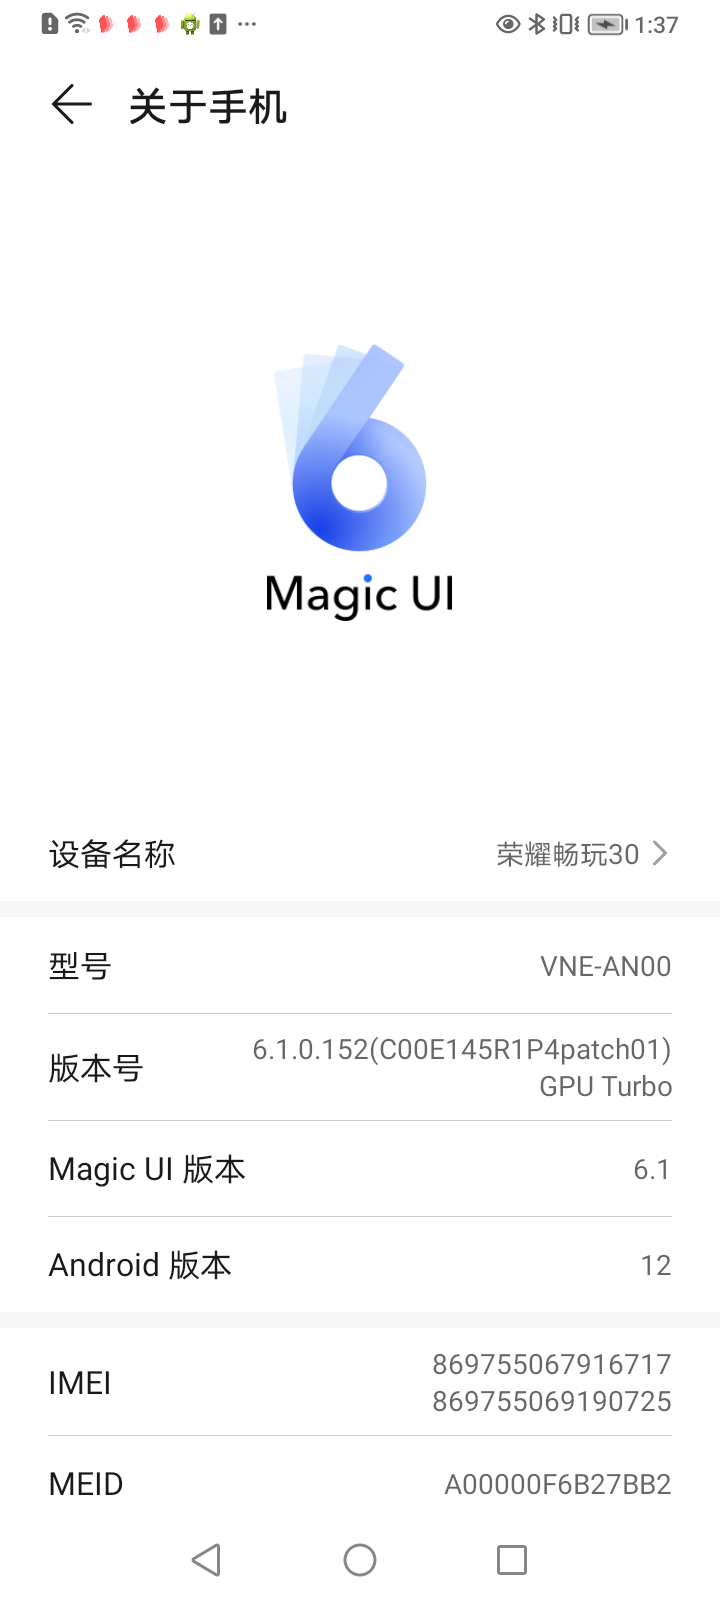 1:37
关于手机
Magic UI
设备名称
荣耀畅玩30
型号
VNE-AN00
版本号
6.1.0.152(C00E145R1P4patch01)
GPU Turbo
Magic UI 版本
6.1
Android 版本
12
IMEI
869755067916717
869755069190725
MEID
A00000F6B27BB2